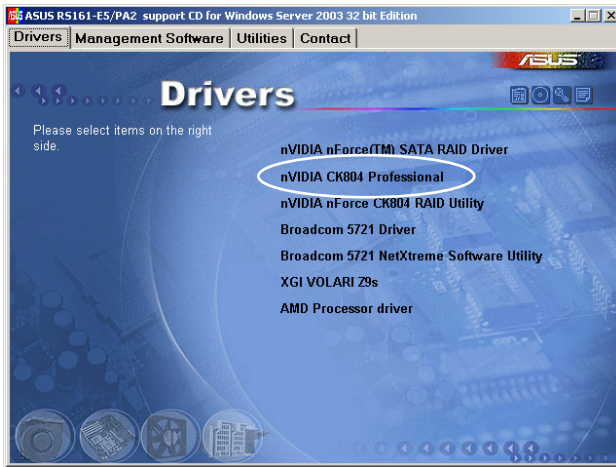 ASUS RS161-E5/PA2 support CD for Windows Server 2003 32 bit Edition
Drivers Management Software Utilities Contact
ASUS
Drivers
Please select items on the right
side.
nVIDIA nForce(TM) SATA RAID Driver
nVIDIA CK804 Professional
nVIDIA nForce CK804 RAID Utility
Broadcom 5721 Driver
Broadcom 5721 NetXtreme Software Utility
XGI VOLARI Z9s
AMD Processor driver